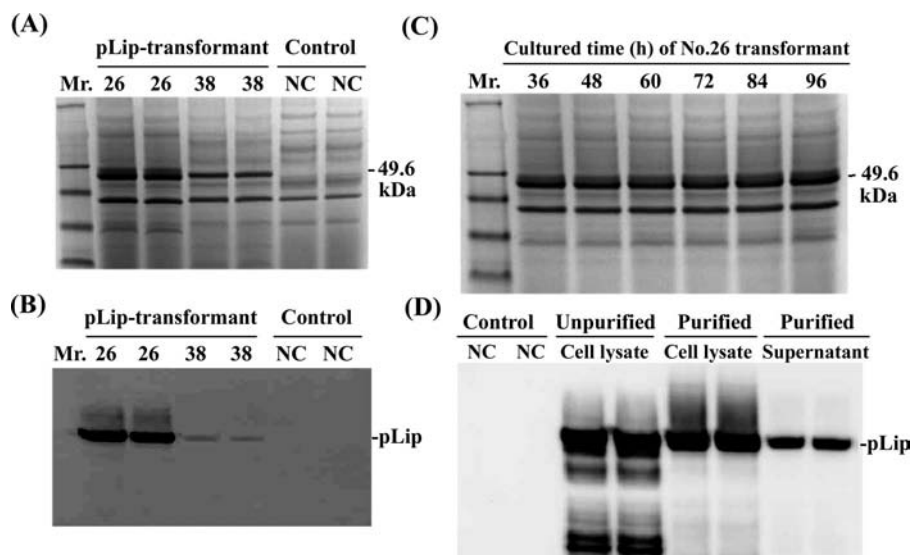 (A)
pLip-transformant Control
Mr. 26 26 38 38 NC NC
-49.6
kDa
(B)
pLip-transformant Control
Mr. 26 26 38 38 NC NC
-pLip
(C)
Cultured time (h) of No.26 transformant
Mr. 36 48 60 72 84 96
-49.6
kDa
(D)
Control Unpurified Purified Purified
NC NC Cell lysate Cell lysate Supernatant
-pLip